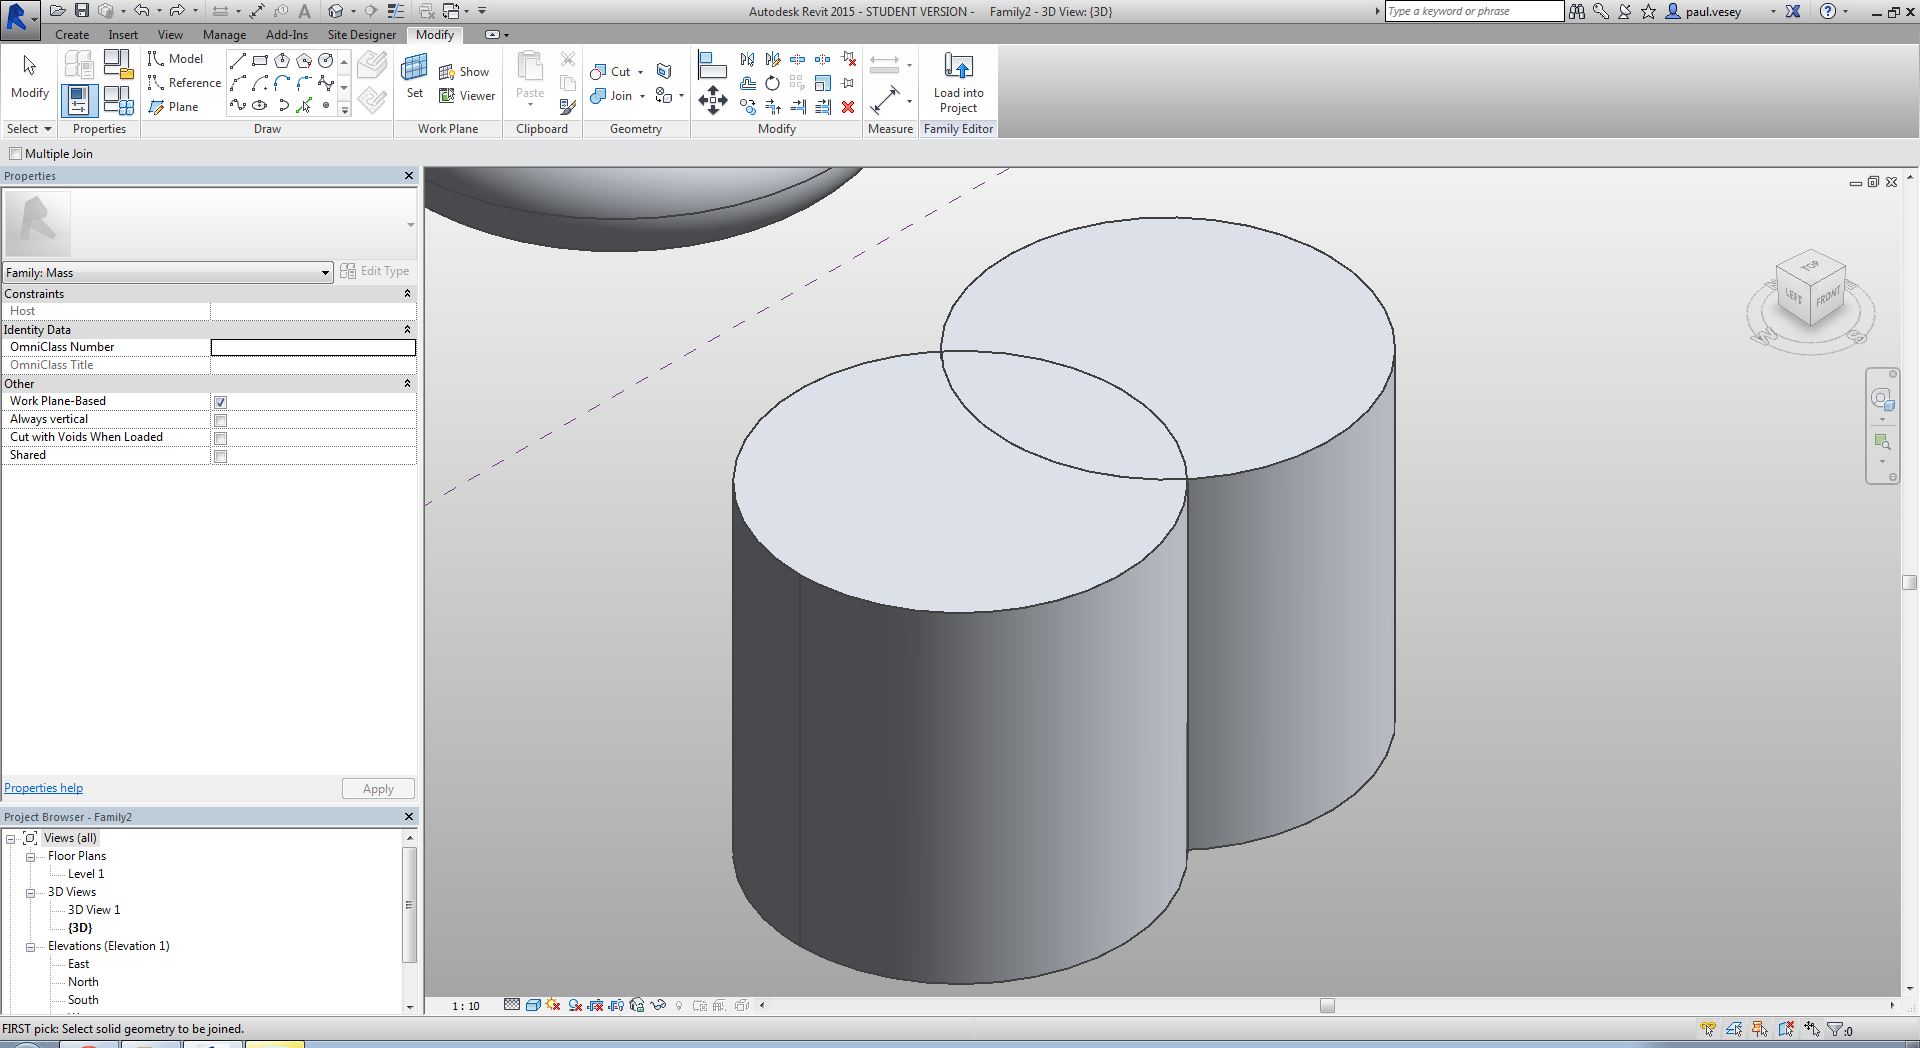 Autodesk Revit 2015 - STUDENT VERSION - Family2 - 3D View: {3D}
Type a keyword or phrase
paul.vesey
Create Insert View Manage Add-Ins Site Designer Modify
Modify
Model
Reference
Plane
Set
Show
Viewer
Paste
Cut
Join
Load into
Project
Select Properties Draw Work Plane Clipboard Geometry Modify Measure Family Editor
Multiple Join
Properties
Family: Mass
Edit Type
Constraints
Host
Identity Data
OmniClass Number
OmniClass Title
Other
Work Plane-Based
Always vertical
Cut with Voids When Loaded
Shared
Properties help
Apply
Project Browser - Family2
Views (all)
Floor Plans
Level 1
3D Views
3D View 1
{3D}
Elevations (Elevation 1)
East
North
South
TOP
LEFT
FRONT
W
S
1 : 10
FIRST pick: Select solid geometry to be joined.
:0